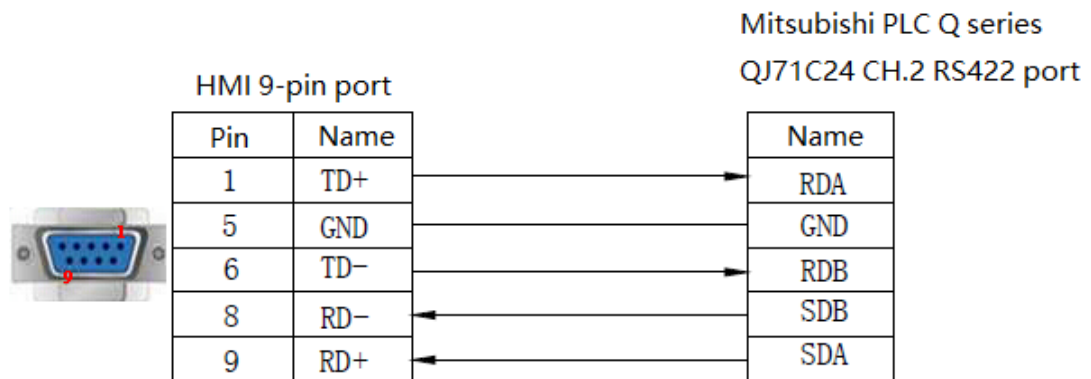 Mitsubishi PLC Q series
QJ71C24 CH.2 RS422 port
HMI 9-pin port
Pin Name Name
1 TD+ RDA
5 GND GND
6 TD- RDB
8 RD- SDB
9 RD+ SDA
1
9